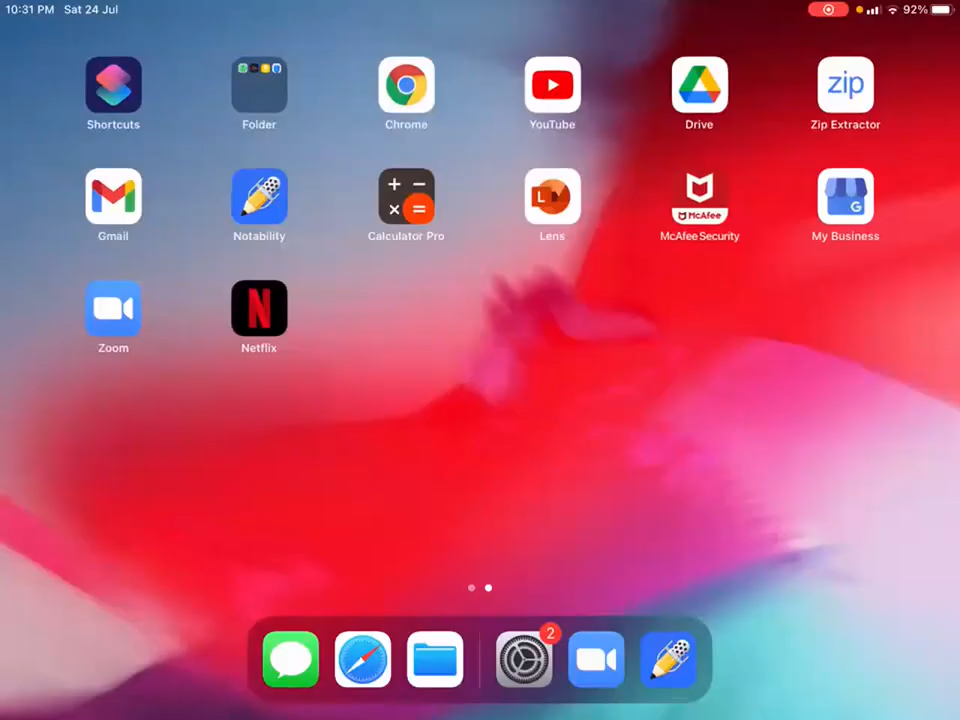 10:31 PM Sat 24 Jul 92%
Shortcuts Folder Chrome YouTube Drive Zip Extractor
zip
Gmail Notability Calculator Pro Lens McAfee Security My Business
L McAfee G
Zoom Netflix
N
2